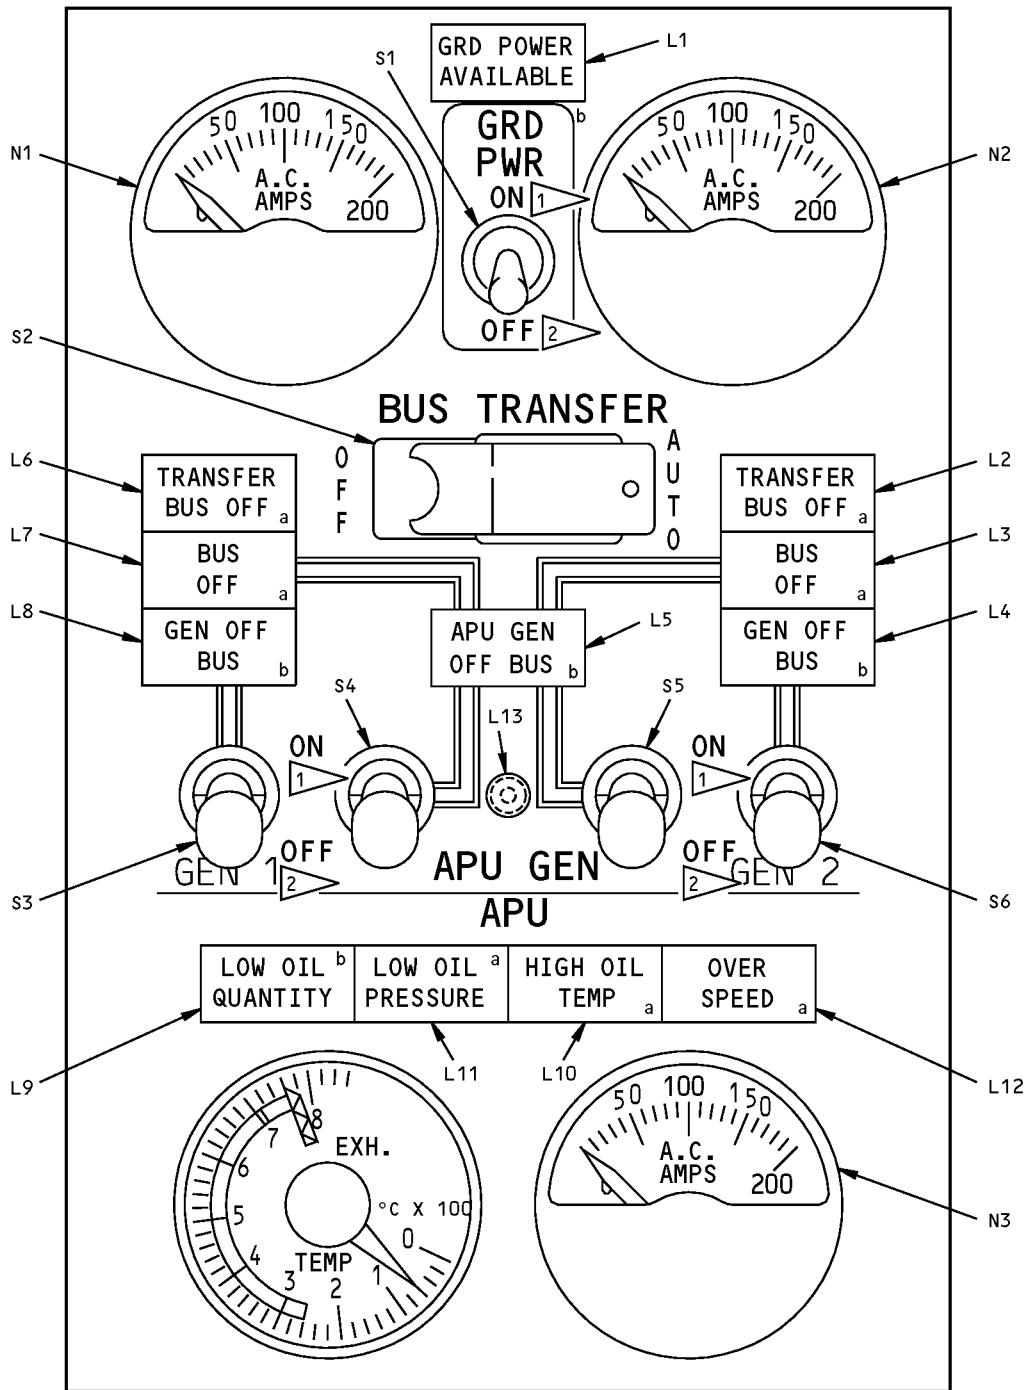 GRD POWER
AVAILABLE
b
L1
S1
GRD
PWR
ON 1
OFF 2
N1
0 50 100 150 200
A.C.
AMPS
N2
0 50 100 150 200
A.C.
AMPS
S2
BUS TRANSFER
OFF
AUTO
L6
TRANSFER
BUS OFF a
L7
BUS
OFF a
L8
GEN OFF
BUS b
L2
TRANSFER
BUS OFF a
L3
BUS
OFF a
L4
GEN OFF
BUS b
APU GEN
OFF BUS b
L5
S4
L13
S5
ON
1
ON
1
OFF
2
OFF
2
S3
GEN 1
APU GEN
GEN 2
S6
APU
LOW OIL b
QUANTITY
LOW OIL a
PRESSURE
HIGH OIL
TEMP a
OVER
SPEED a
L9
L11
L10
L12
EXH.
°C X 100
TEMP
0 1 2 3 4 5 6 7 8
0 50 100 150 200
A.C.
AMPS
N3